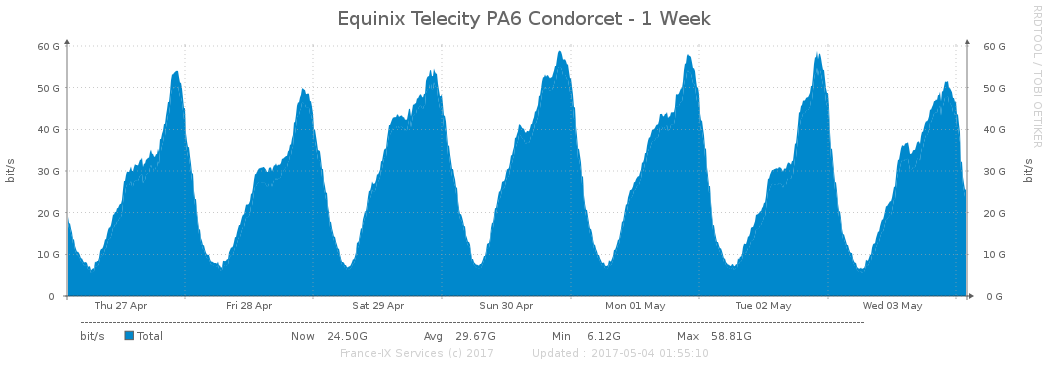 Equinix Telecity PA6 Condorcet - 1 Week
RRDTOOL / TOBI OETIKER
60 G 60 G
50 G 50 G
40 G 40 G
30 G 30 G
20 G 20 G
10 G 10 G
0 0 G
bit/s bit/s
Thu 27 Apr Fri 28 Apr Sat 29 Apr Sun 30 Apr Mon 01 May Tue 02 May Wed 03 May
bit/s Total Now 24.50G Avg 29.67G Min 6.12G Max 58.81G
France-IX Services (c) 2017 Updated : 2017-05-04 01:55:10